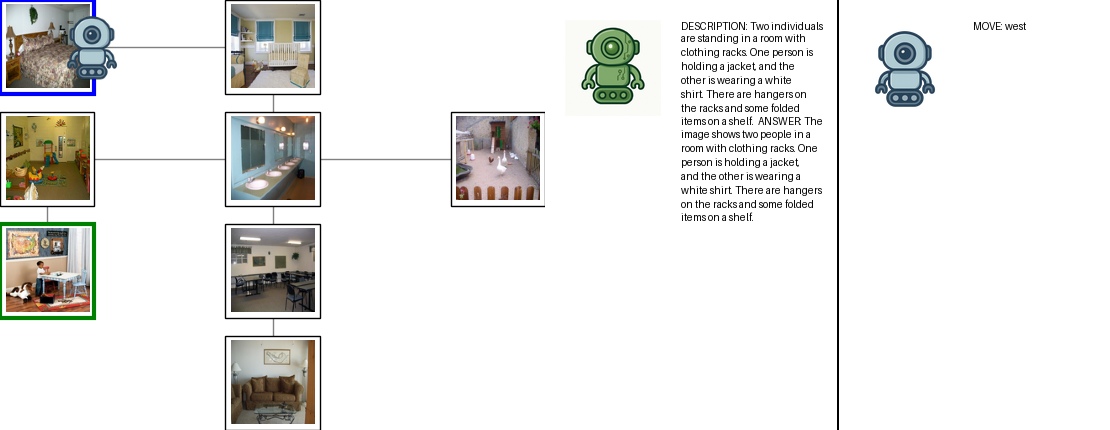 DESCRIPTION: Two individuals
are standing in a room with
clothing racks. One person is
holding a jacket, and the
other is wearing a white
shirt. There are hangers on
the racks and some folded
items on a shelf.  ANSWER: The
image shows two people in a
room with clothing racks. One
person is holding a jacket,
and the other is wearing a
white shirt. There are hangers
on the racks and some folded
items on a shelf.
MOVE: west